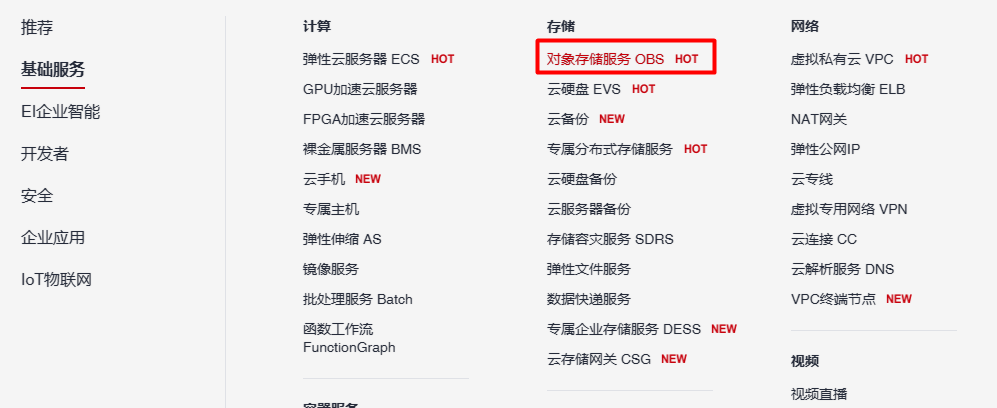 推荐
基础服务
EI企业智能
开发者
安全
企业应用
IoT物联网
计算
弹性云服务器 ECS HOT
GPU加速云服务器
FPGA加速云服务器
裸金属服务器 BMS
云手机 NEW
专属主机
弹性伸缩 AS
镜像服务
批处理服务 Batch
函数工作流
FunctionGraph
容器服务
存储
对象存储服务 OBS HOT
云硬盘 EVS HOT
云备份 NEW
专属分布式存储服务 HOT
云硬盘备份
云服务器备份
存储容灾服务 SDRS
弹性文件服务
数据快递服务
专属企业存储服务 DESS NEW
云存储网关 CSG NEW
网络
虚拟私有云 VPC HOT
弹性负载均衡 ELB
NAT网关
弹性公网IP
云专线
虚拟专用网络 VPN
云连接 CC
云解析服务 DNS
VPC终端节点 NEW
视频
视频直播